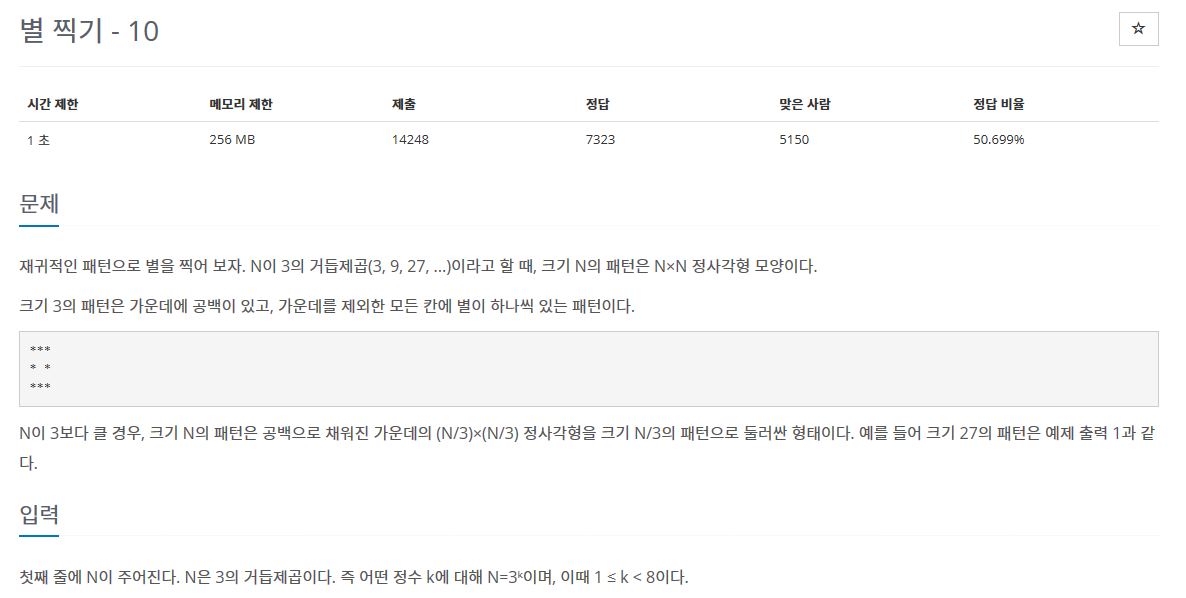 별 찍기 - 10
☆
시간 제한 메모리 제한 제출 정답 맞은 사람 정답 비율
1 초 256 MB 14248 7323 5150 50.699%
문제
재귀적인 패턴으로 별을 찍어 보자. N이 3의 거듭제곱(3, 9, 27, ...)이라고 할 때, 크기 N의 패턴은 N×N 정사각형 모양이다.
크기 3의 패턴은 가운데에 공백이 있고, 가운데를 제외한 모든 칸에 별이 하나씩 있는 패턴이다.
***
* *
***
N이 3보다 클 경우, 크기 N의 패턴은 공백으로 채워진 가운데의 (N/3)×(N/3) 정사각형을 크기 N/3의 패턴으로 둘러싼 형태이다. 예를 들어 크기 27의 패턴은 예제 출력 1과 같
다.
입력
첫째 줄에 N이 주어진다. N은 3의 거듭제곱이다. 즉 어떤 정수 k에 대해 N=3ᵏ이며, 이때 1 ≤ k < 8이다.